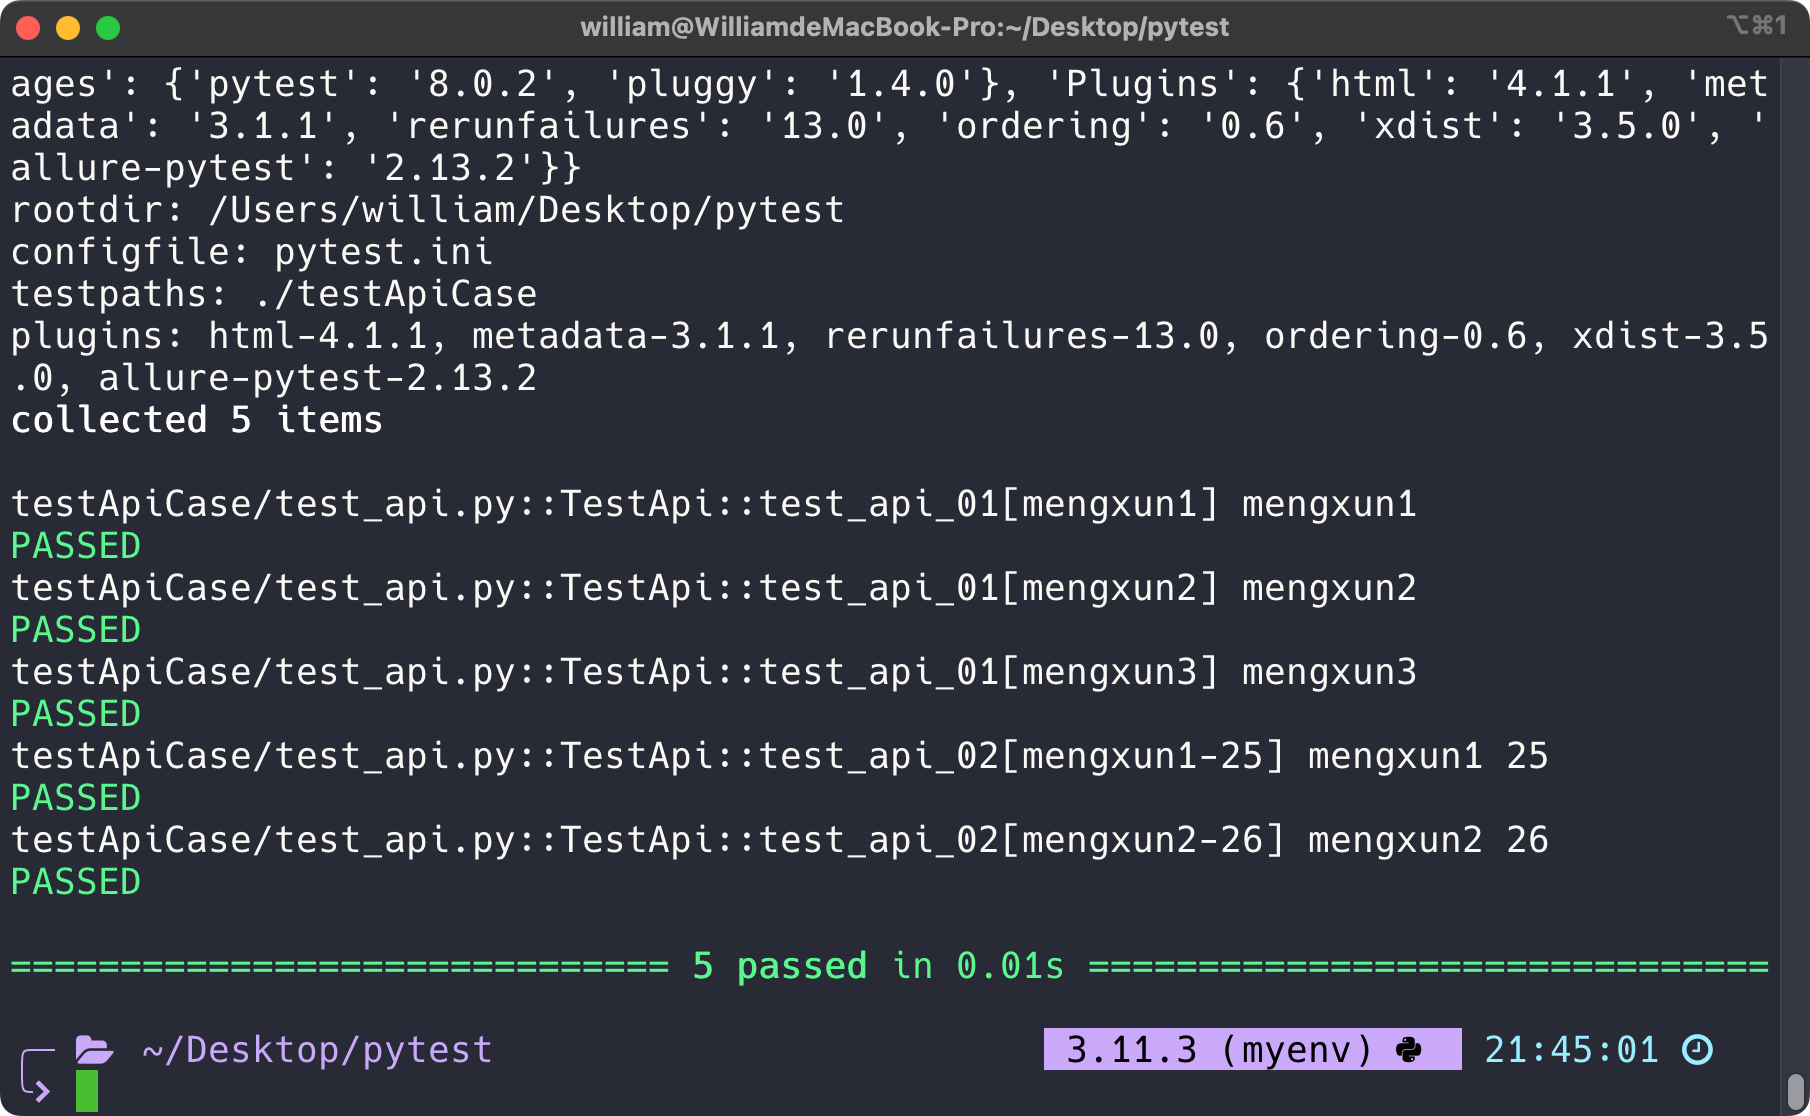 william@WilliamdeMacBook-Pro:~/Desktop/pytest ⌥⌘1
ages': {'pytest': '8.0.2', 'pluggy': '1.4.0'}, 'Plugins': {'html': '4.1.1', 'met
adata': '3.1.1', 'rerunfailures': '13.0', 'ordering': '0.6', 'xdist': '3.5.0', '
allure-pytest': '2.13.2'}}
rootdir: /Users/william/Desktop/pytest
configfile: pytest.ini
testpaths: ./testApiCase
plugins: html-4.1.1, metadata-3.1.1, rerunfailures-13.0, ordering-0.6, xdist-3.5
.0, allure-pytest-2.13.2
collected 5 items
testApiCase/test_api.py::TestApi::test_api_01[mengxun1] mengxun1
PASSED
testApiCase/test_api.py::TestApi::test_api_01[mengxun2] mengxun2
PASSED
testApiCase/test_api.py::TestApi::test_api_01[mengxun3] mengxun3
PASSED
testApiCase/test_api.py::TestApi::test_api_02[mengxun1-25] mengxun1 25
PASSED
testApiCase/test_api.py::TestApi::test_api_02[mengxun2-26] mengxun2 26
PASSED
============================== 5 passed in 0.01s ===============================
~/Desktop/pytest 3.11.3 (myenv) 21:45:01